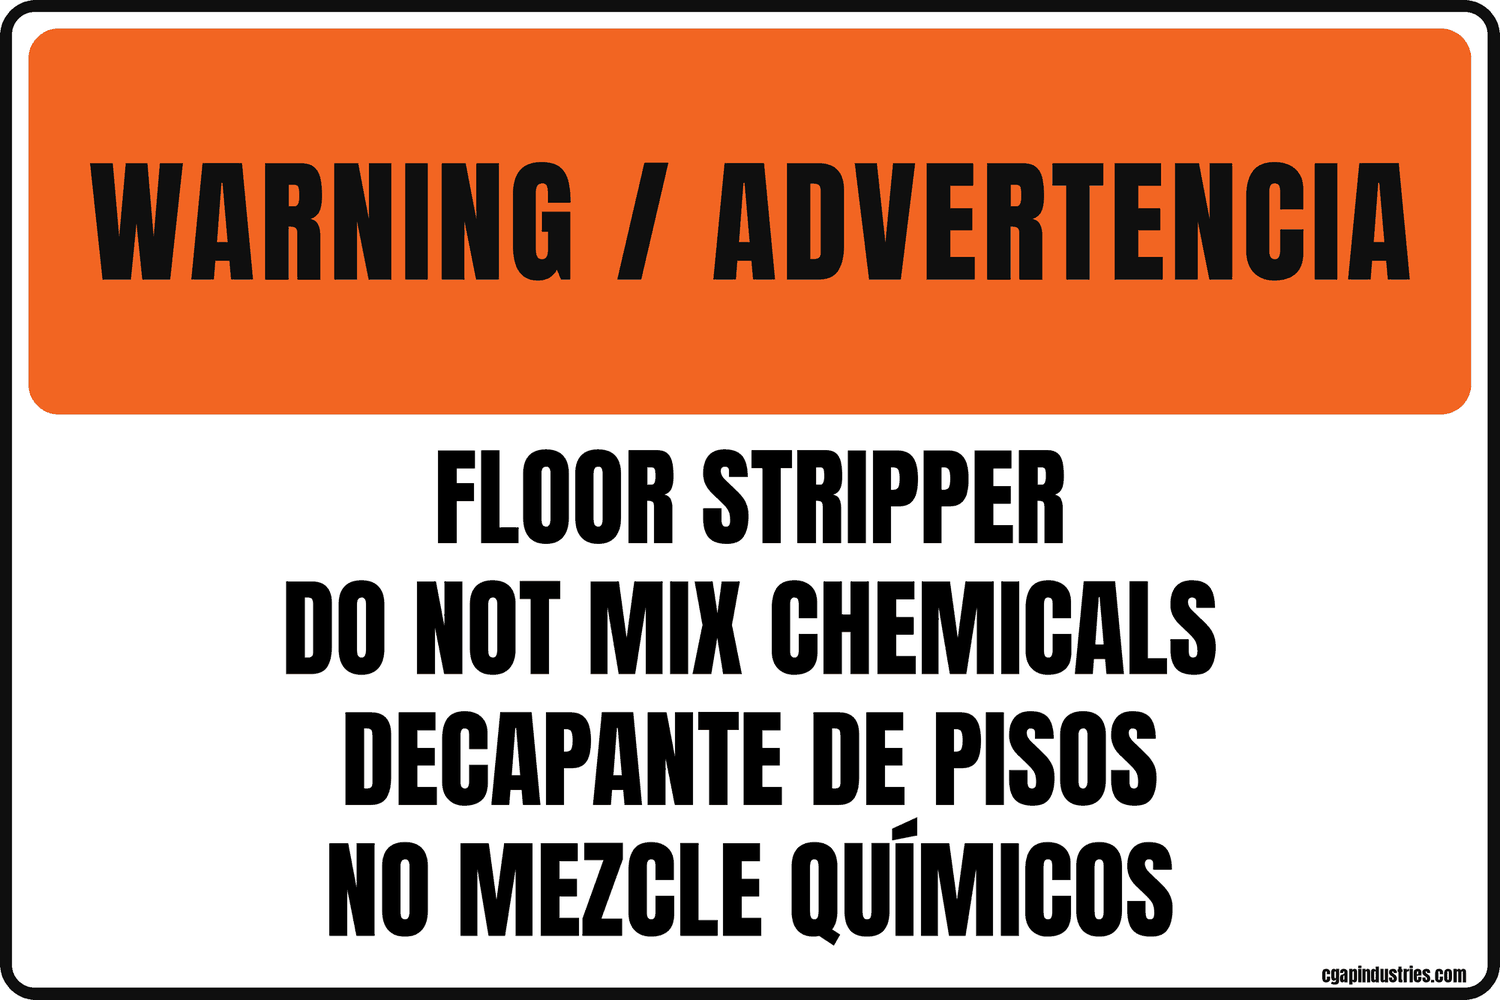 WARNING / ADVERTENCIA
FLOOR STRIPPER
DO NOT MIX CHEMICALS
DECAPANTE DE PISOS
NO MEZCLE QUÍMICOS
cgapindustries.com